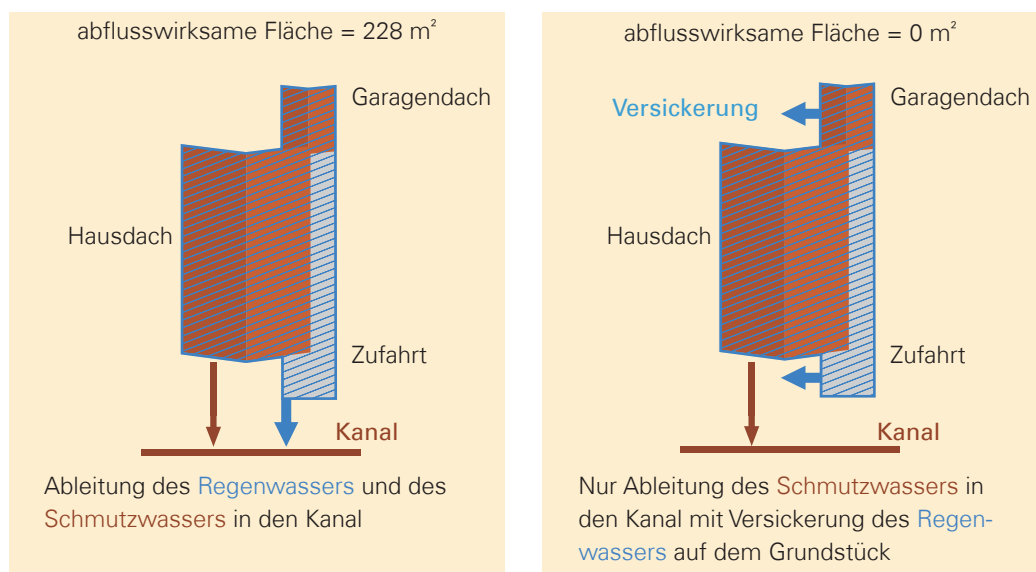 abflusswirksame Fläche = 228 m²
Garagendach
Hausdach
Zufahrt
Kanal
Ableitung des Regenwassers und des
Schmutzwassers in den Kanal
abflusswirksame Fläche = 0 m²
Garagendach
Versickerung
Hausdach
Zufahrt
Kanal
Nur Ableitung des Schmutzwassers in
den Kanal mit Versickerung des Regen-
wassers auf dem Grundstück